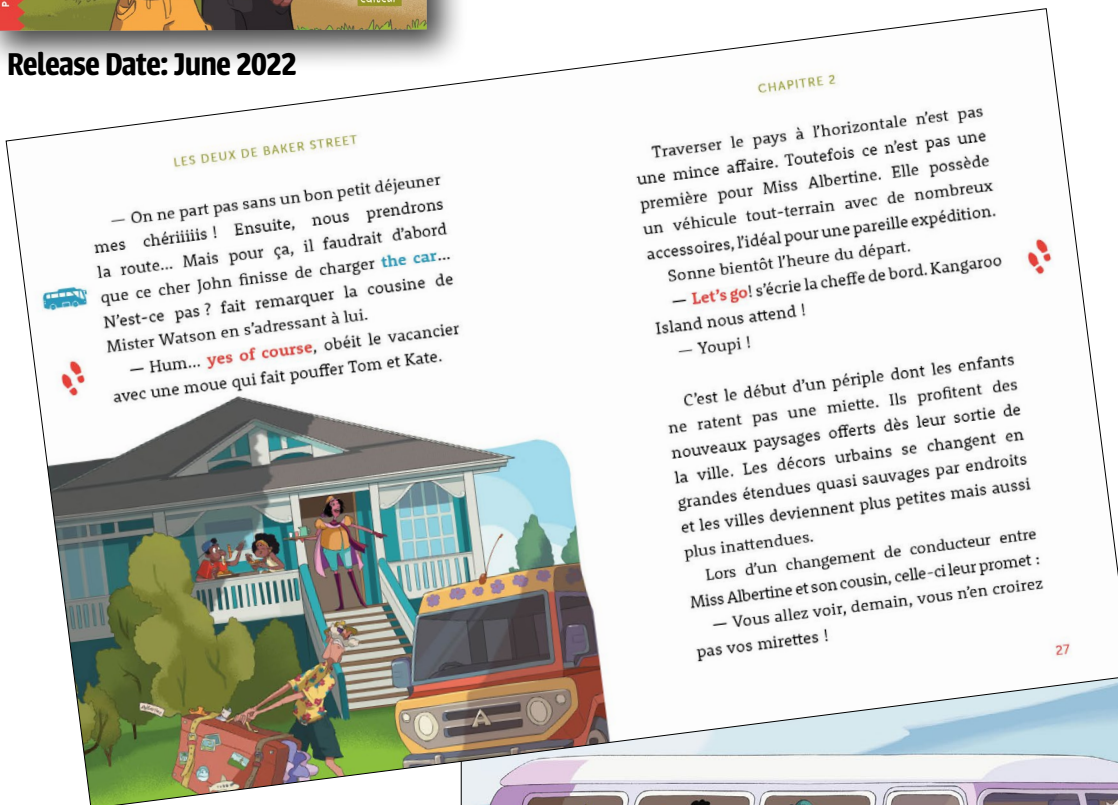 éditeur
Release Date: June 2022
LES DEUX DE BAKER STREET
— On ne part pas sans un bon petit déjeuner
mes chériiiiis ! Ensuite, nous prendrons
la route... Mais pour ça, il faudrait d'abord
que ce cher John finisse de charger the car...
N'est-ce pas ? fait remarquer la cousine de
Mister Watson en s'adressant à lui.
— Hum... yes of course, obéit le vacancier
avec une moue qui fait pouffer Tom et Kate.
CHAPITRE 2
Traverser le pays à l'horizontale n'est pas
une mince affaire. Toutefois ce n'est pas une
première pour Miss Albertine. Elle possède
un véhicule tout-terrain avec de nombreux
accessoires, l'idéal pour une pareille expédition.
Sonne bientôt l'heure du départ.
— Let's go! s'écrie la cheffe de bord. Kangaroo
Island nous attend !
— Youpi !
C'est le début d'un périple dont les enfants
ne ratent pas une miette. Ils profitent des
nouveaux paysages offerts dès leur sortie de
la ville. Les décors urbains se changent en
grandes étendues quasi sauvages par endroits
et les villes deviennent plus petites mais aussi
plus inattendues.
Lors d'un changement de conducteur entre
Miss Albertine et son cousin, celle-ci leur promet :
— Vous allez voir, demain, vous n'en croirez
pas vos mirettes !
27